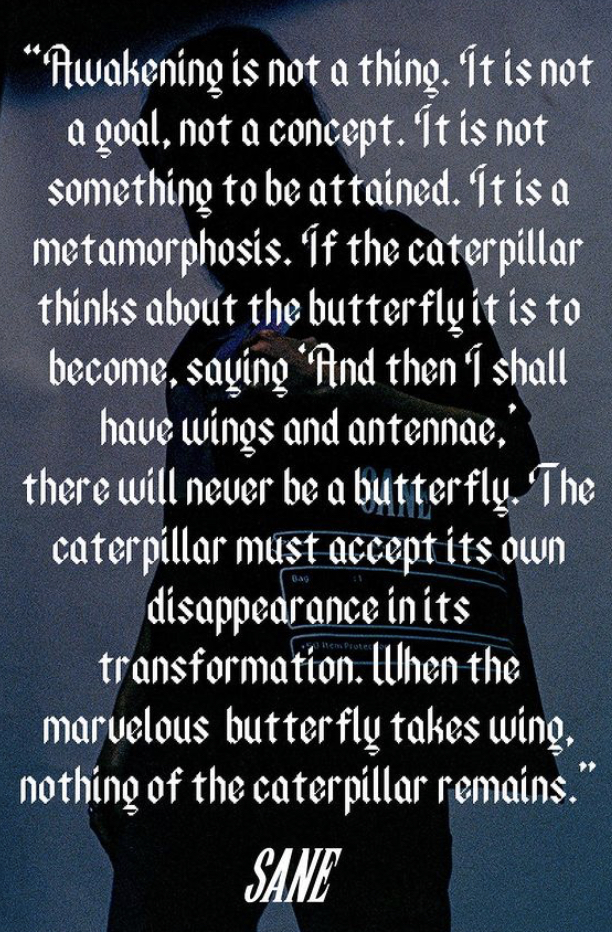 “Awakening is not a thing. It is not
a goal, not a concept. It is not
something to be attained. It is a
metamorphosis. If the caterpillar
thinks about the butterfly it is to
become, saying ‘And then I shall
have wings and antennae,’
there will never be a butterfly. The
caterpillar must accept its own
disappearance in its
transformation. When the
marvelous butterfly takes wing,
nothing of the caterpillar remains.”
SANE
Bag :1
SANE